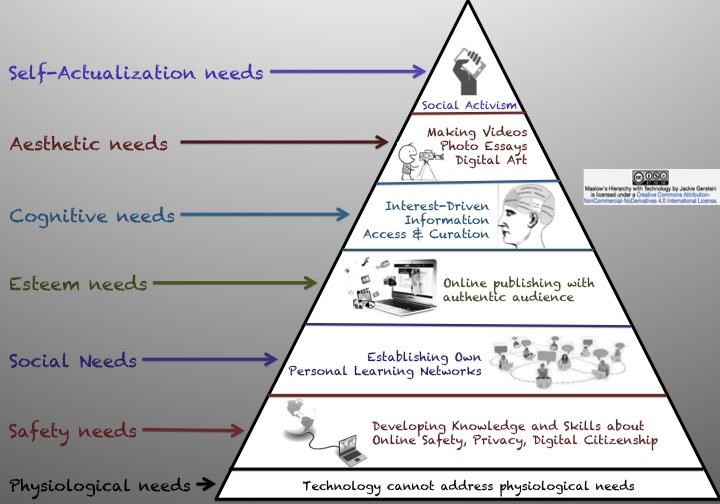 Self-Actualization needs
Social Activism
Aesthetic needs
Making Videos
Photo Essays
Digital Art
Maslow's Hierarchy with Technology by Jackie Gerstein
is licensed under a Creative Commons Attribution-
NonCommercial-NoDerivatives 4.0 International License.
Cognitive needs
Interest-Driven
Information
Access & Curation
Esteem needs
Online publishing with
authentic audience
Social Needs
Establishing Own
Personal Learning Networks
Safety needs
Developing Knowledge and Skills about
Online Safety, Privacy, Digital Citizenship
Physiological needs
Technology cannot address physiological needs